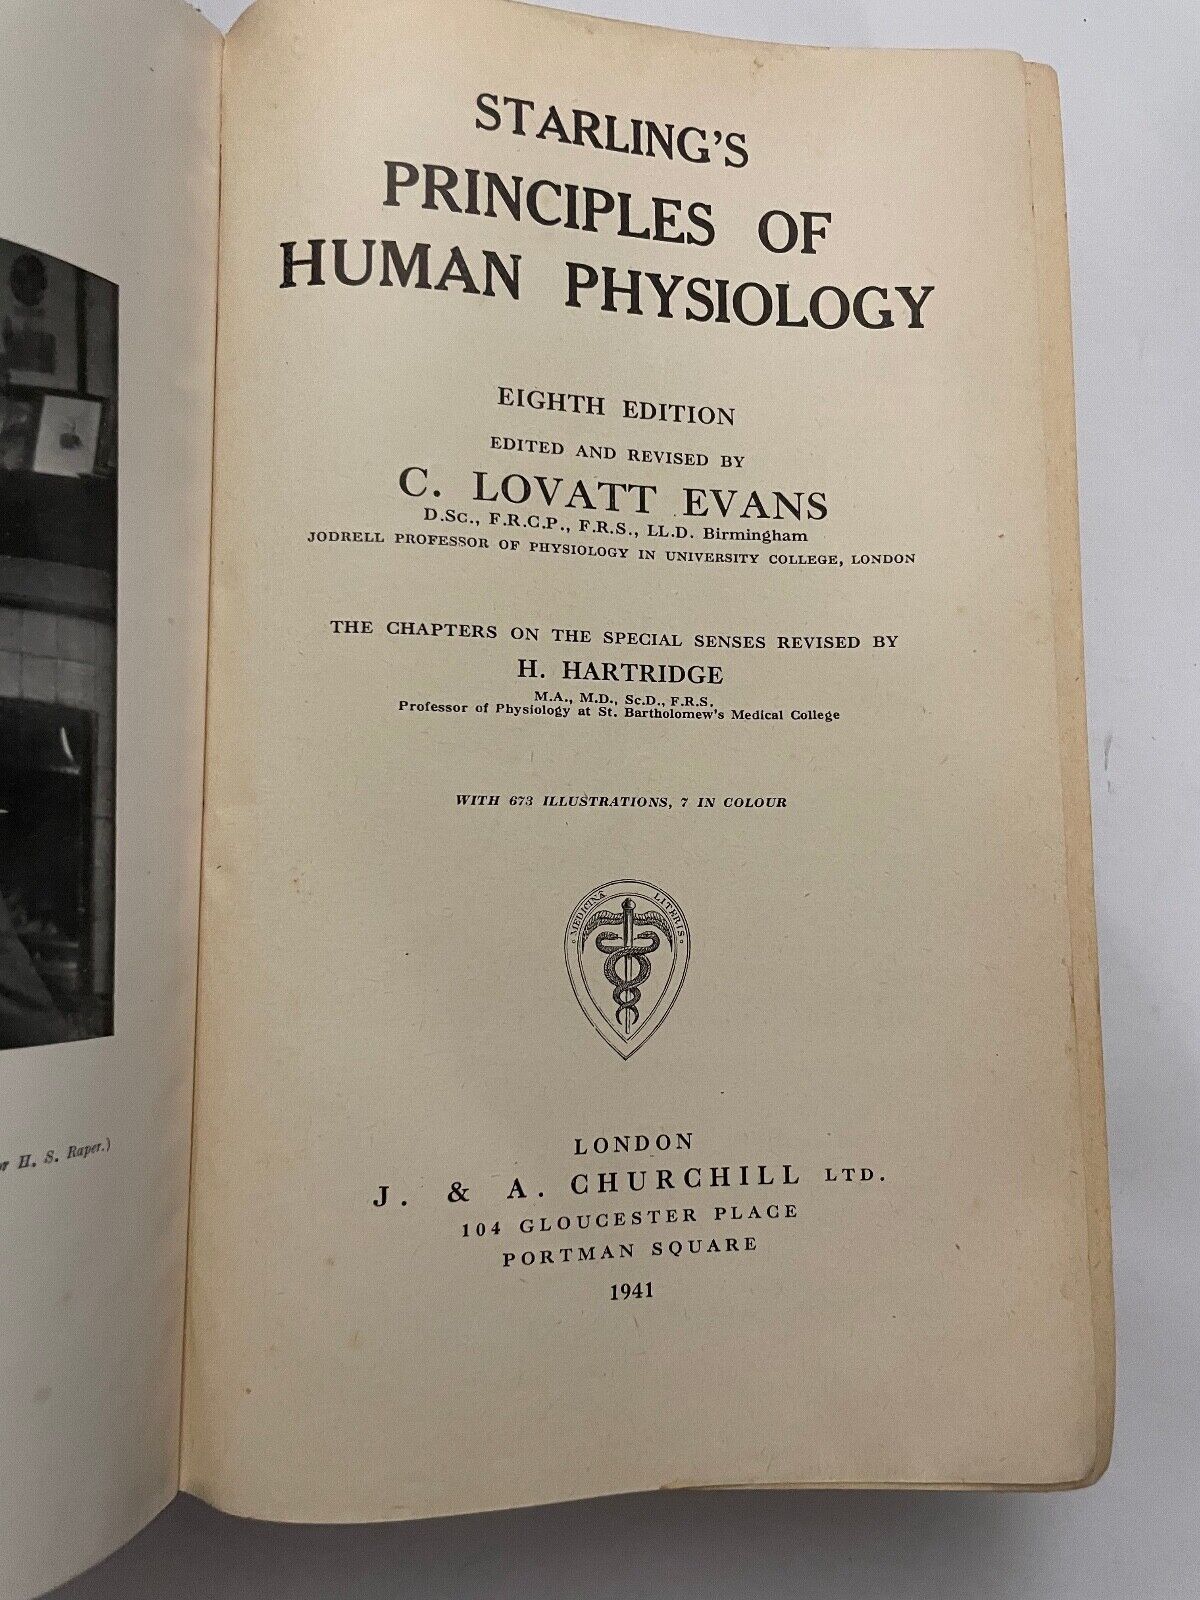 STARLING'S
PRINCIPLES OF
HUMAN PHYSIOLOGY
EIGHTH EDITION
EDITED AND REVISED BY
C. LOVATT EVANS
D.Sc., F.R.C.P., F.R.S., LL.D. Birmingham
JODRELL PROFESSOR OF PHYSIOLOGY IN UNIVERSITY COLLEGE, LONDON
THE CHAPTERS ON THE SPECIAL SENSES REVISED BY
H. HARTRIDGE
M.A., M.D., Sc.D., F.R.S.
Professor of Physiology at St. Bartholomew's Medical College
WITH 673 ILLUSTRATIONS, 7 IN COLOUR
MEDICINA LITERIS
LONDON
J. & A. CHURCHILL LTD.
104 GLOUCESTER PLACE
PORTMAN SQUARE
1941
H. S. Raper.)